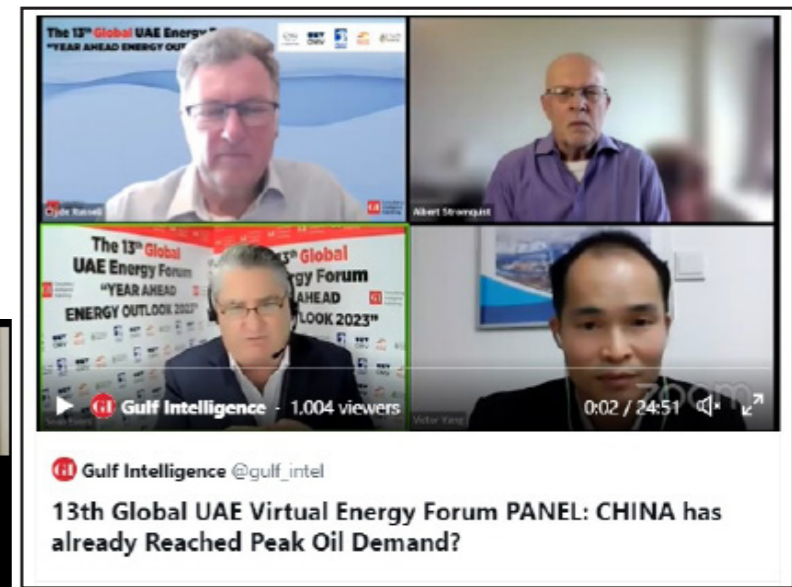 The 13th Global UAE Energy F
"YEAR AHEAD ENERGY OUT
Clyde Russell
Albert Stromquist
The 13th Global
UAE Energy Forum
"YEAR AHEAD
ENERGY OUTLOOK 2023"
3th Global
rgy Forum
AHEAD
LOOK 2023"
GI Gulf Intelligence - 1,004 viewers
Victor Yang
zoom
0:02 / 24:51
GI Gulf Intelligence @gulf_intel
13th Global UAE Virtual Energy Forum PANEL: CHINA has
already Reached Peak Oil Demand?